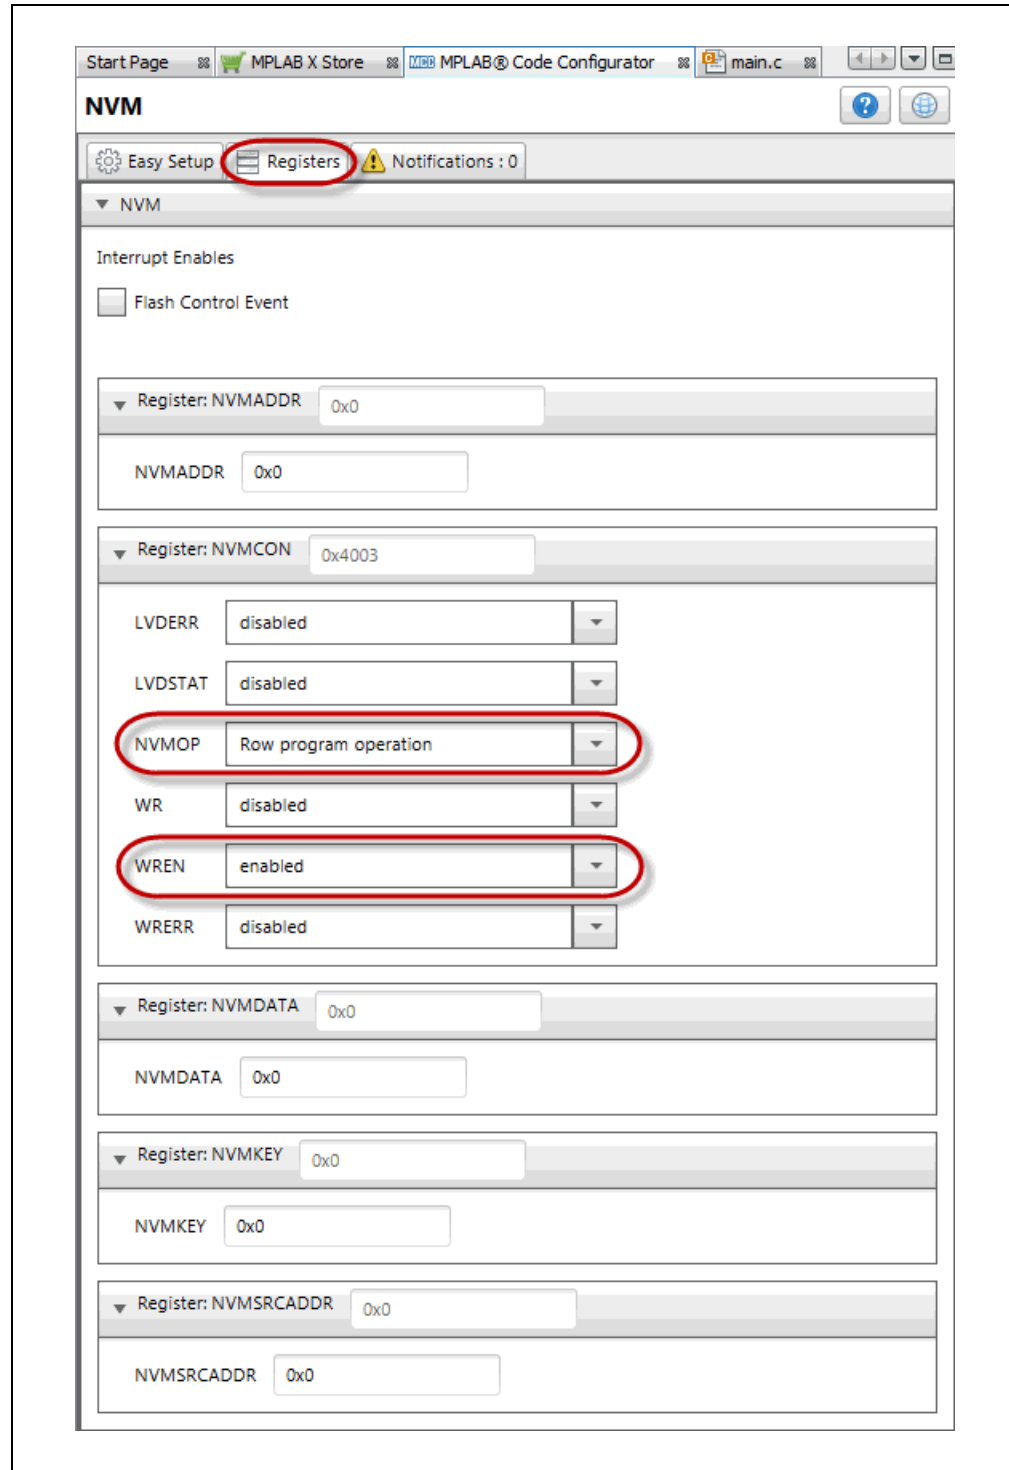 Start Page MPLAB X Store MPLAB® Code Configurator main.c
NVM
Easy Setup Registers Notifications : 0
NVM
Interrupt Enables
Flash Control Event
Register: NVMADDR 0x0
NVMADDR 0x0
Register: NVMCON 0x4003
LVDERR disabled
LVDSTAT disabled
NVMOP Row program operation
WR disabled
WREN enabled
WRERR disabled
Register: NVMDATA 0x0
NVMDATA 0x0
Register: NVMKEY 0x0
NVMKEY 0x0
Register: NVMSRCADDR 0x0
NVMSRCADDR 0x0